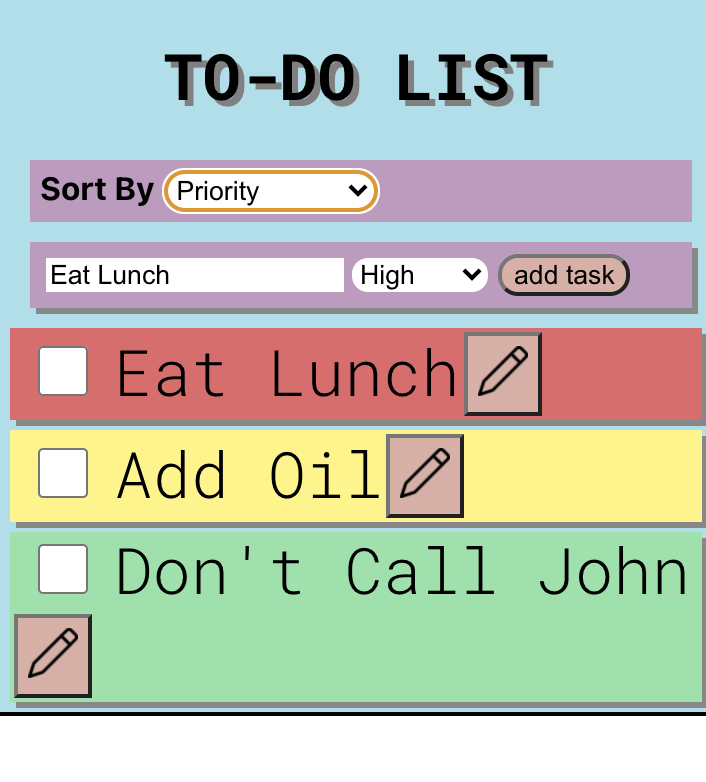 TO-DO LIST
Sort By Priority
Eat Lunch High add task
Eat Lunch
Add Oil
Don't Call John